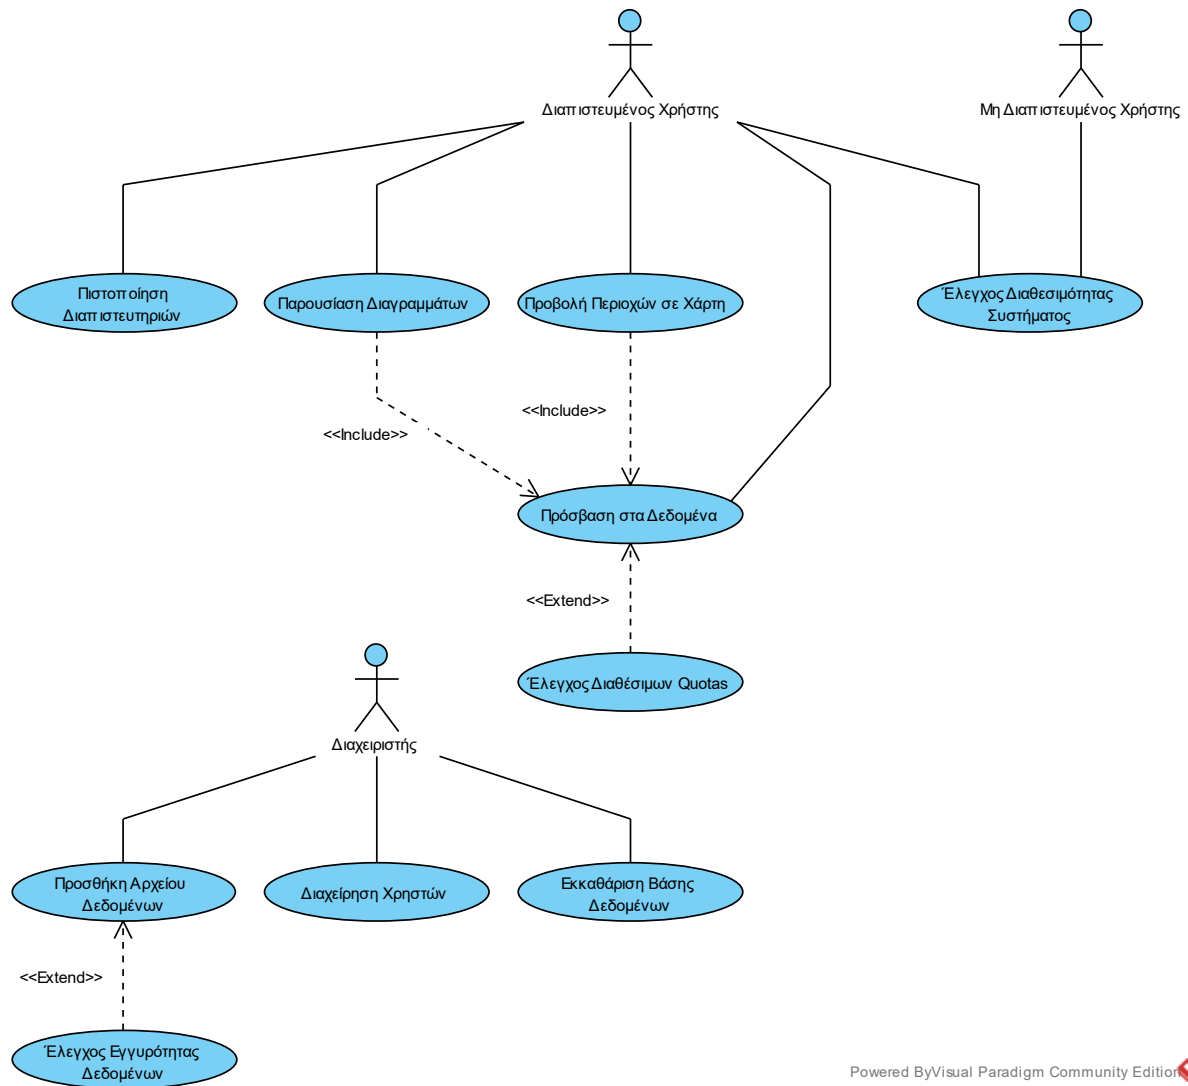 Διαπιστευμένος Χρήστης
Μη Διαπιστευμένος Χρήστης
Πιστοποίηση
Διαπιστευτηριών
Παρουσίαση Διαγραμμάτων
Προβολή Περιοχών σε Χάρτη
Έλεγχος Διαθεσιμότητας
Συστήματος
<<Include>>
<<Include>>
Πρόσβαση στα Δεδομένα
<<Extend>>
Έλεγχος Διαθέσιμων Quotas
Διαχειριστής
Προσθήκη Αρχείου
Δεδομένων
Διαχείρηση Χρηστών
Εκκαθάριση Βάσης
Δεδομένων
<<Extend>>
Έλεγχος Εγγυρότητας
Δεδομένων
Powered ByVisual Paradigm Community Edition